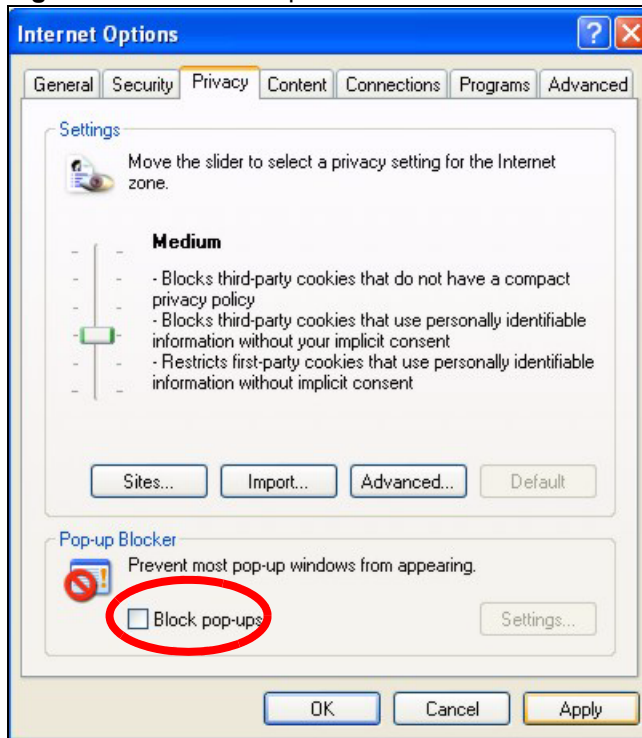 Internet Options
General Security Privacy Content Connections Programs Advanced
Settings
Move the slider to select a privacy setting for the Internet
zone.
Medium
- Blocks third-party cookies that do not have a compact
privacy policy
- Blocks third-party cookies that use personally identifiable
information without your implicit consent
- Restricts first-party cookies that use personally identifiable
information without implicit consent
Sites... Import... Advanced... Default
Pop-up Blocker
Prevent most pop-up windows from appearing.
Block pop-ups
Settings...
OK Cancel Apply